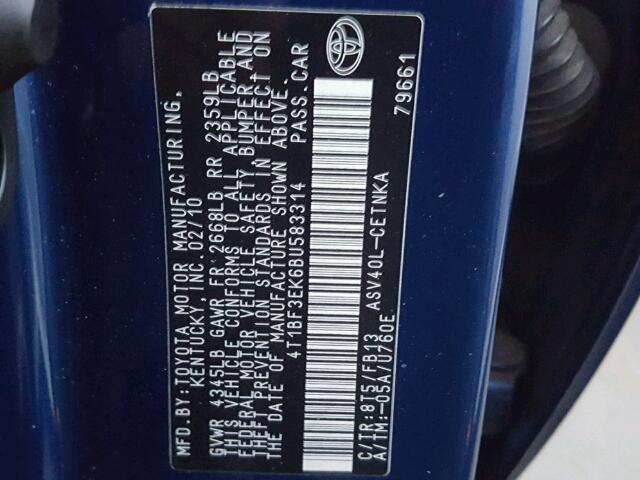 MFD.BY:TOYOTA MOTOR MANUFACTURING,
KENTUCKY, INC. 02/10
GVWR 4345LB GAWR FR 2668LB RR 2359LB
THIS VEHICLE CONFORMS TO ALL APPLICABLE
FEDERAL MOTOR VEHICLE SAFETY, BUMPER, AND
THEFT PREVENTION STANDARDS IN EFFECT ON
THE DATE OF MANUFACTURE SHOWN ABOVE.
4T1BF3EK6BU583314 PASS.CAR
C/TR:8T5/FB13 ASV40L-CETNKA
A/TM:-05A/U760E 79661